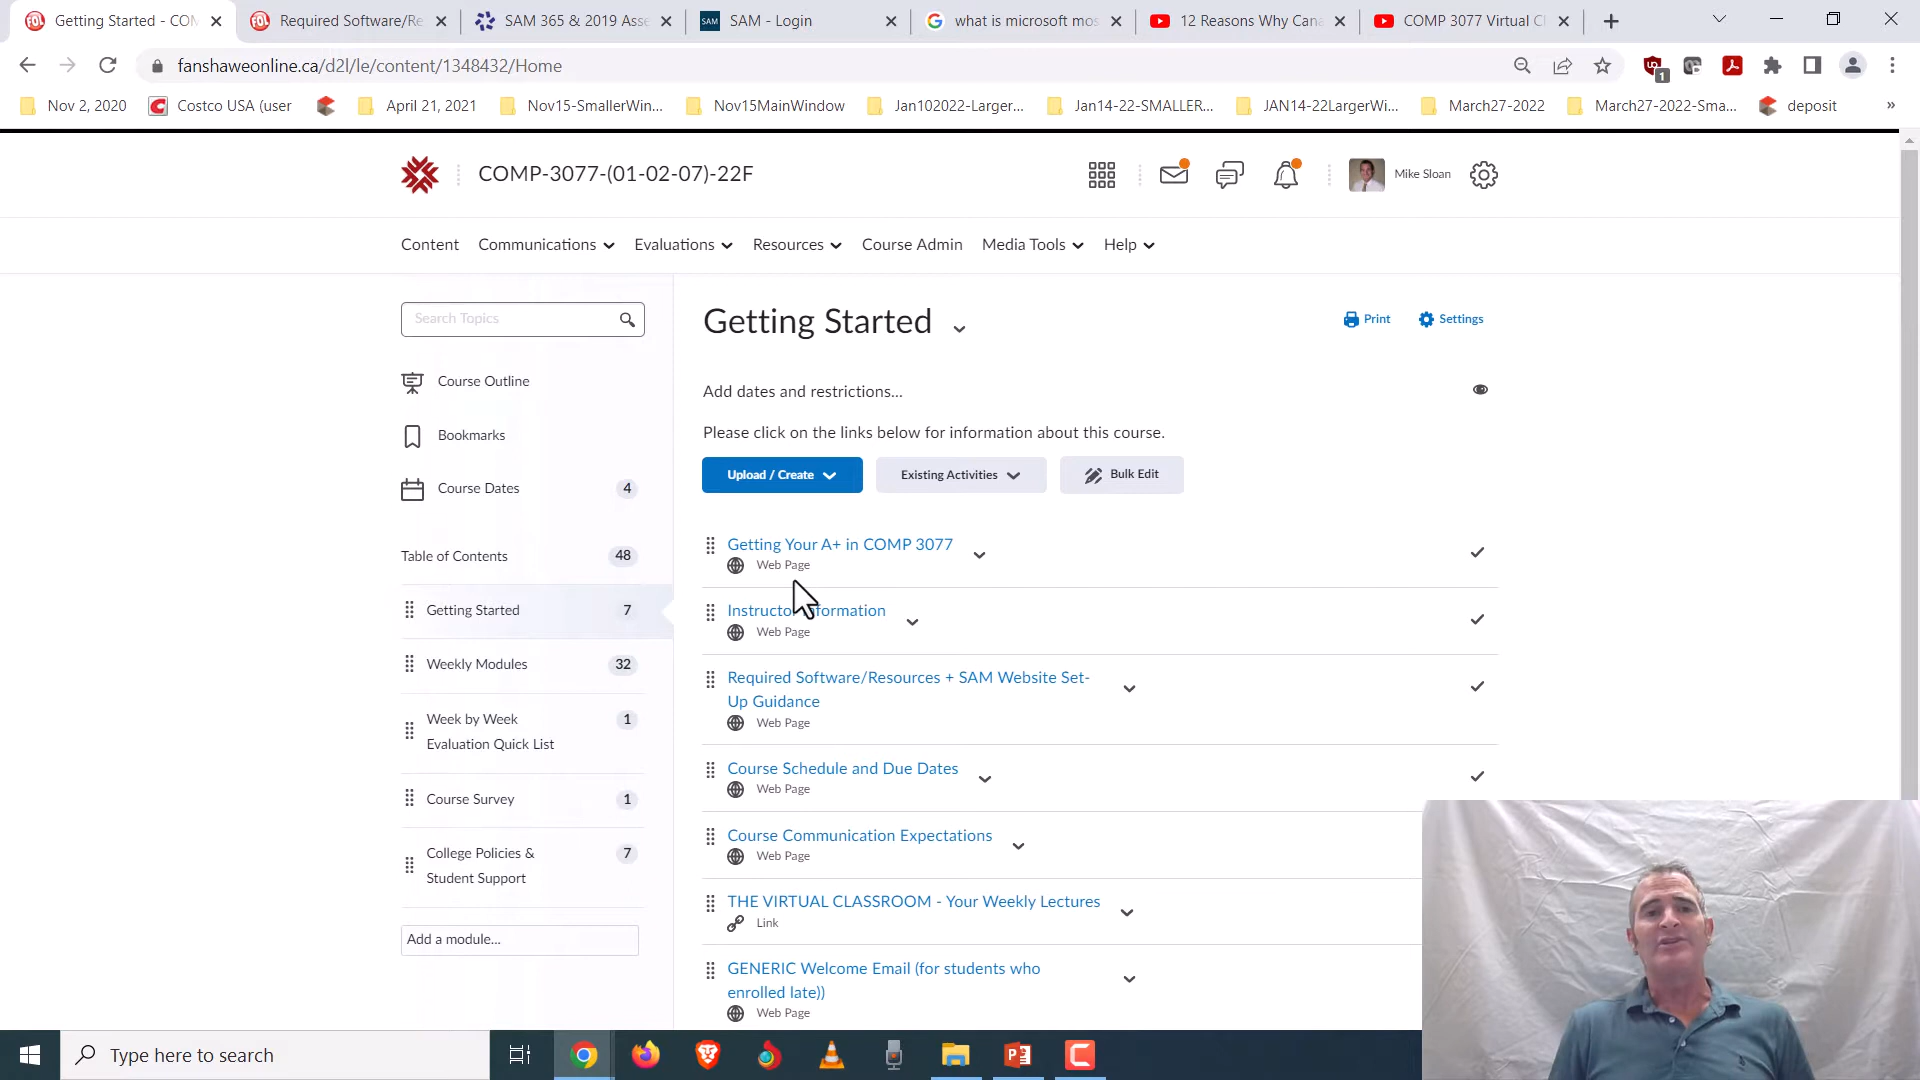 Getting Started - CO
Required Software/Re
SAM 365 & 2019 Asse
SAM
SAM - Login
what is microsoft mos
12 Reasons Why Cana
COMP 3077 Virtual Cl
fanshaweonline.ca/d2l/le/content/1348432/Home
1
Nov 2, 2020
Costco USA (user
April 21, 2021
Nov15-SmallerWin...
Nov15MainWindow
Jan102022-Larger...
Jan14-22-SMALLER...
JAN14-22LargerWi...
March27-2022
March27-2022-Sma...
deposit
»
COMP-3077-(01-02-07)-22F
Mike Sloan
Content
Communications
Evaluations
Resources
Course Admin
Media Tools
Help
Search Topics
Course Outline
Bookmarks
Course Dates 4
Table of Contents 48
Getting Started 7
Weekly Modules 32
Week by Week 1
Evaluation Quick List
Course Survey 1
College Policies & 7
Student Support
Add a module...
Getting Started
Print
Settings
Add dates and restrictions...
Please click on the links below for information about this course.
Upload / Create
Existing Activities
Bulk Edit
Getting Your A+ in COMP 3077
Web Page
Web Page
Required Software/Resources + SAM Website Set-
Up Guidance
Web Page
Course Schedule and Due Dates
Web Page
Course Communication Expectations
Web Page
THE VIRTUAL CLASSROOM - Your Weekly Lectures
Link
GENERIC Welcome Email (for students who
enrolled late))
Web Page
Type here to search